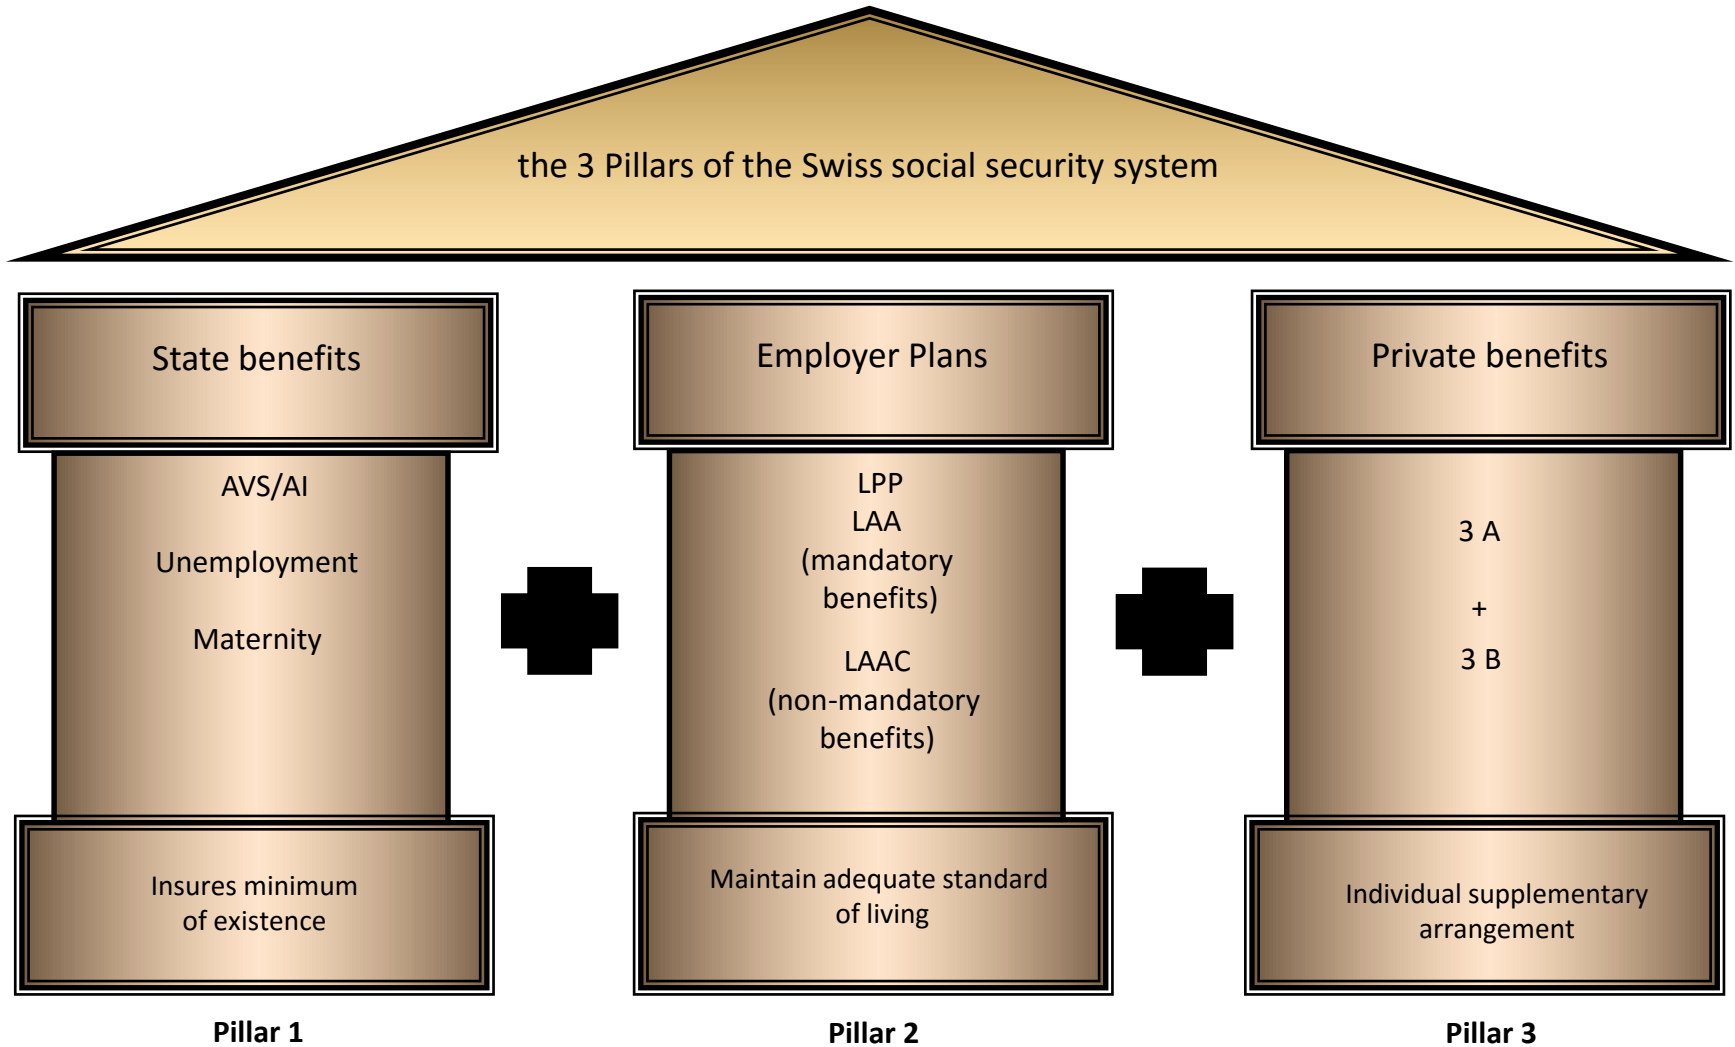 the 3 Pillars of the Swiss social security system
State benefits
AVS/AI
Unemployment
Maternity
Insures minimum
of existence
Pillar 1
Employer Plans
LPP
LAA
(mandatory
benefits)
LAAC
(non-mandatory
benefits)
Maintain adequate standard
of living
Pillar 2
Private benefits
3 A
+
3 B
Individual supplementary
arrangement
Pillar 3